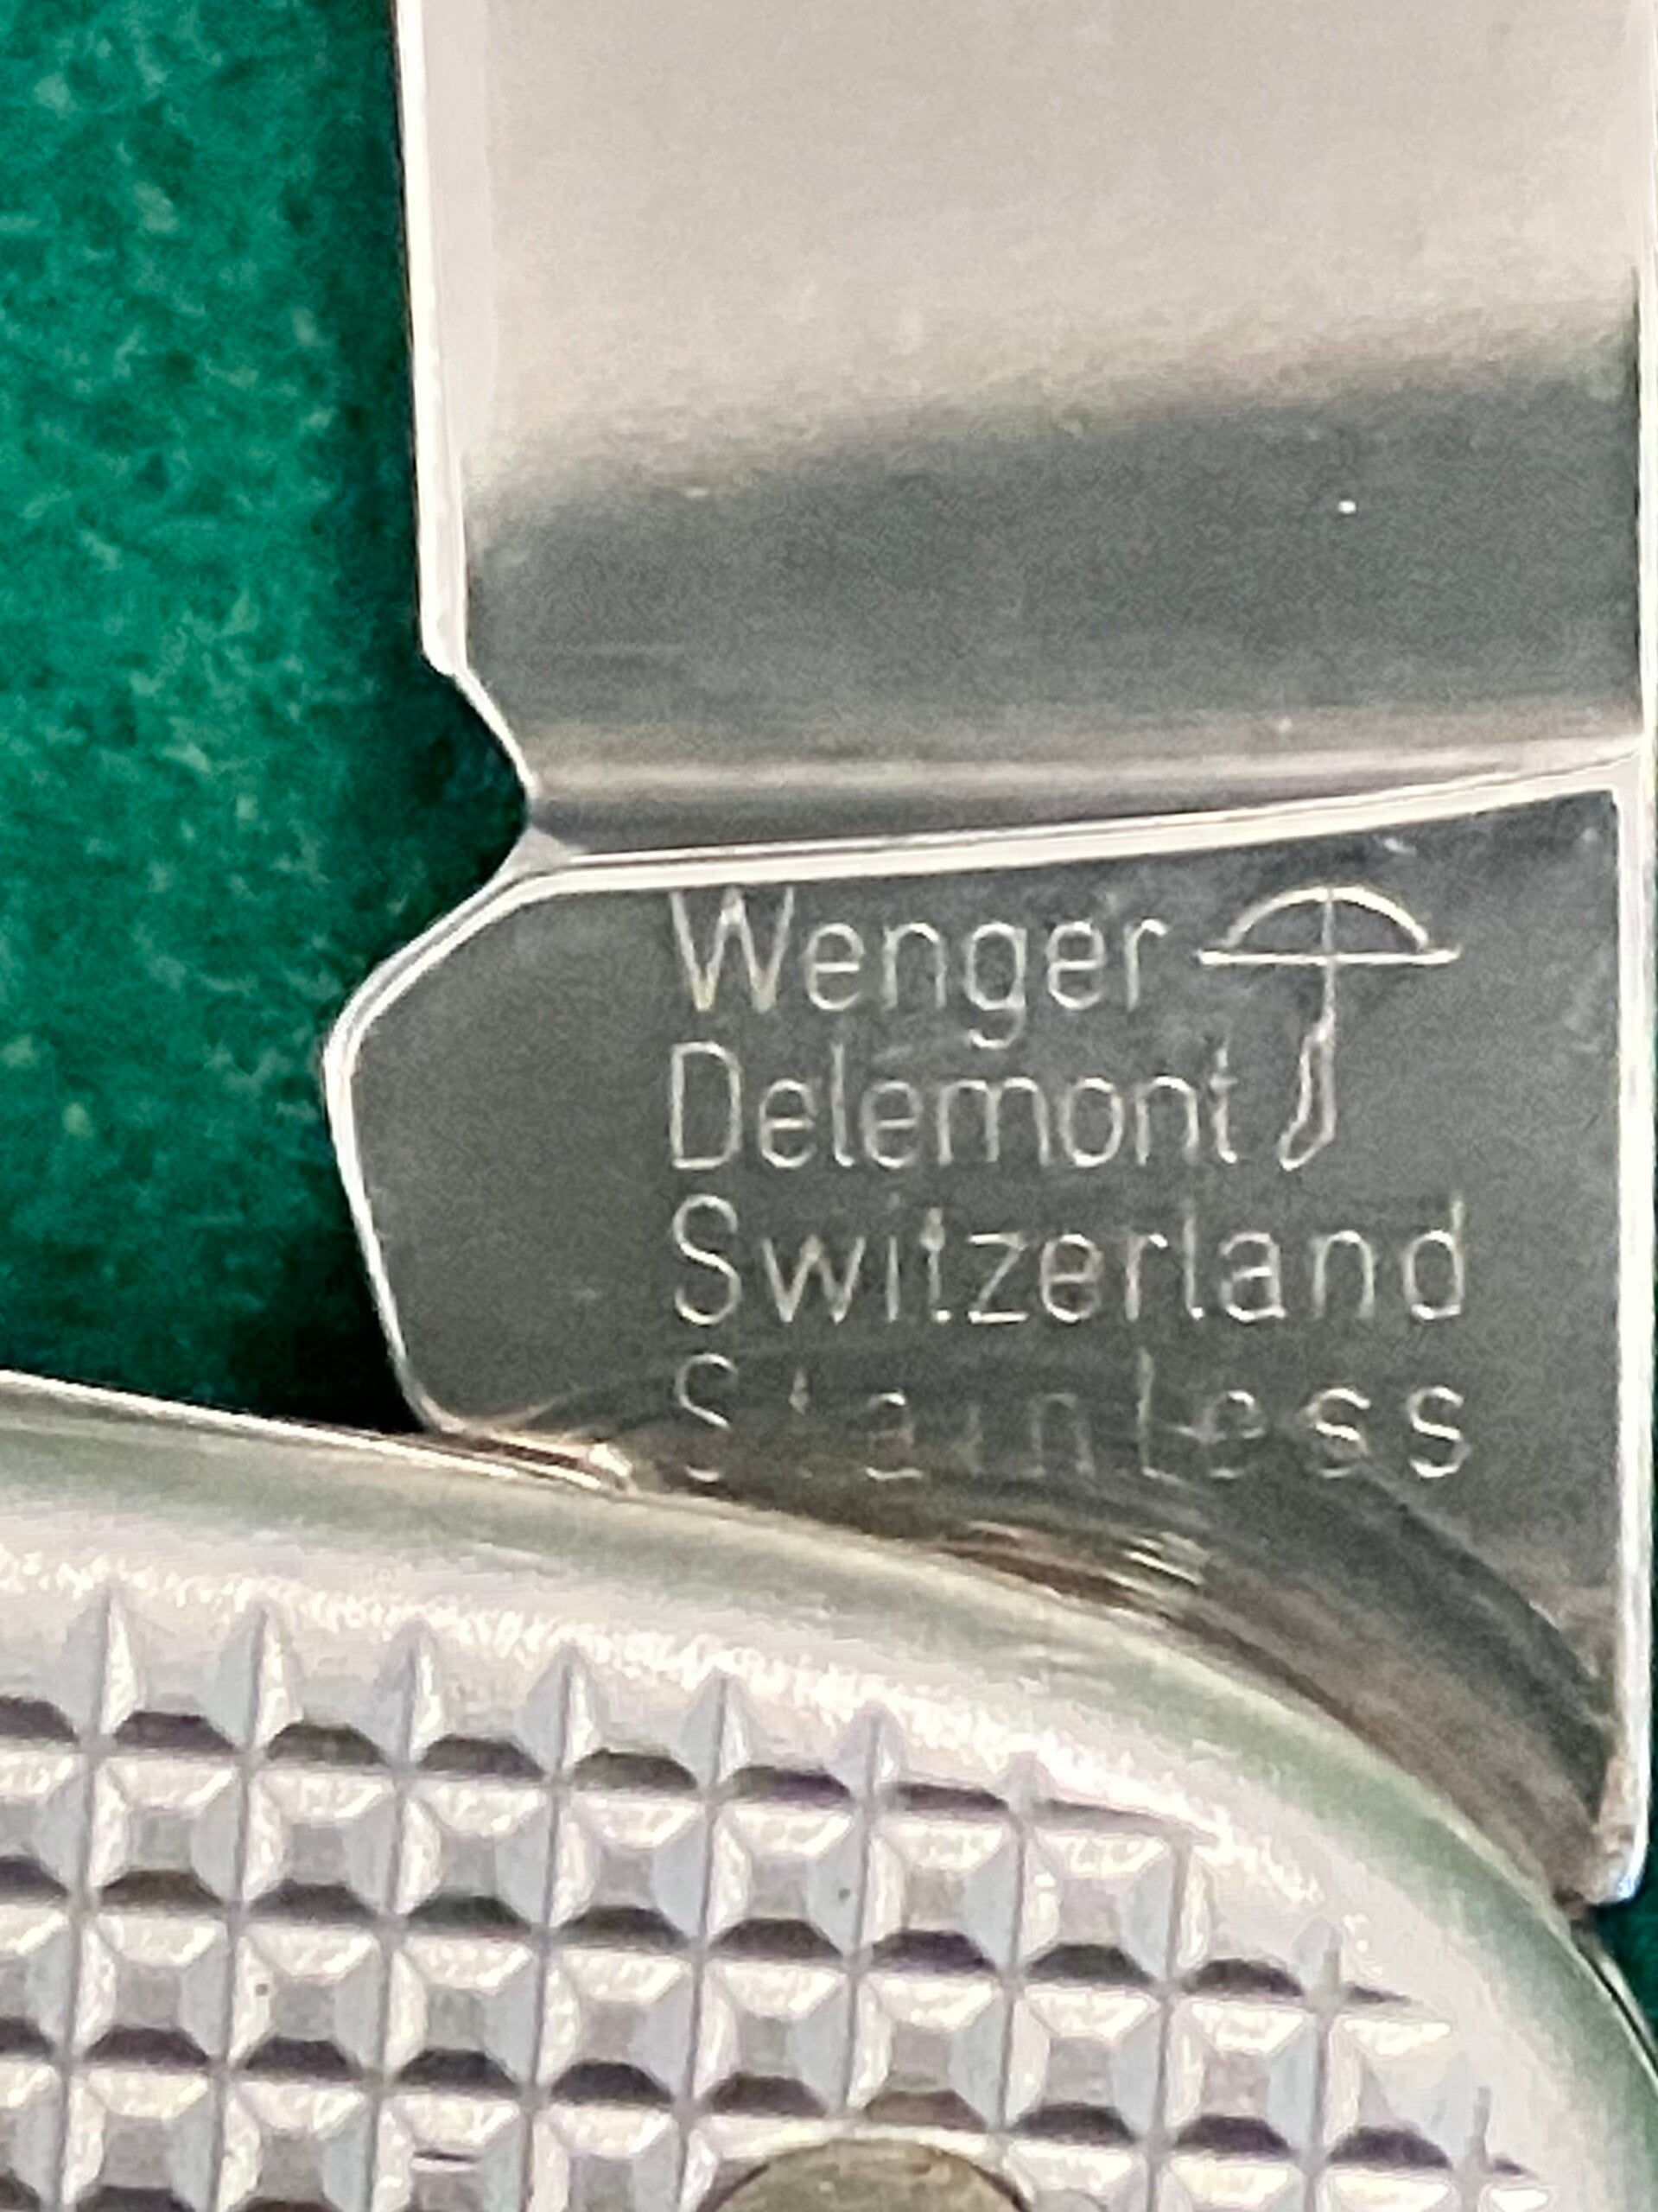 Wenger
Delemont
Switzerland
Stainless